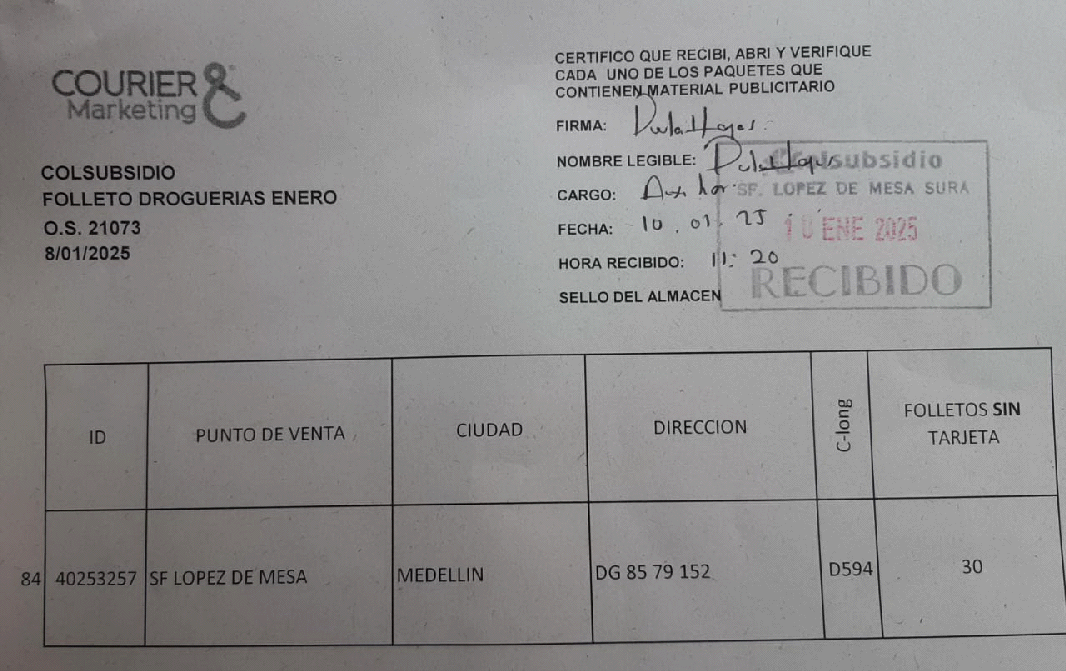 COURIER
Marketing
COLSUBSIDIO
FOLLETO DROGUERIAS ENERO
O.S. 21073
8/01/2025
CERTIFICO QUE RECIBI, ABRI Y VERIFIQUE
CADA UNO DE LOS PAQUETES QUE
CONTIENEN MATERIAL PUBLICITARIO
FIRMA:
NOMBRE LEGIBLE:
CARGO: Aux
FECHA: 10.01.25
HORA RECIBIDO: 11:20
SELLO DEL ALMACEN
Colsubsidio
SF. LOPEZ DE MESA SURA
10 ENE 2025
RECIBIDO
ID PUNTO DE VENTA CIUDAD DIRECCION C-long FOLLETOS SIN
TARJETA
84 40253257 SF LOPEZ DE MESA MEDELLIN DG 85 79 152 D594 30